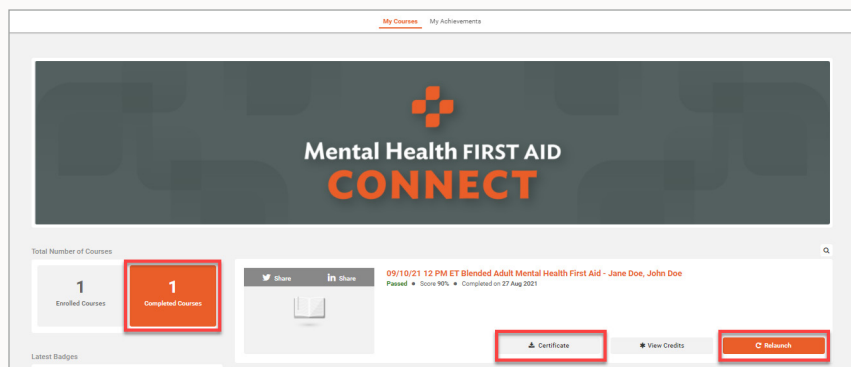 My Courses My Achievements
Mental Health FIRST AID
CONNECT
Total Number of Courses
1
Enrolled Courses
1
Completed Courses
Share in Share
09/10/21 12 PM ET Blended Adult Mental Health First Aid - Jane Doe, John Doe
Passed • Score 90% • Completed on 27 Aug 2021
Certificate
View Credits
Relaunch
Latest Badges